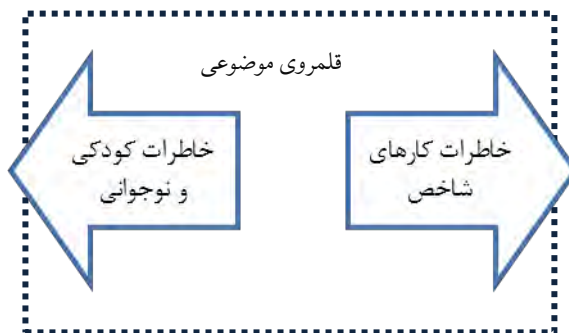 قلمروی موضوعی
خاطرات کارهای
شاخص
خاطرات کودکی
و نوجوانی